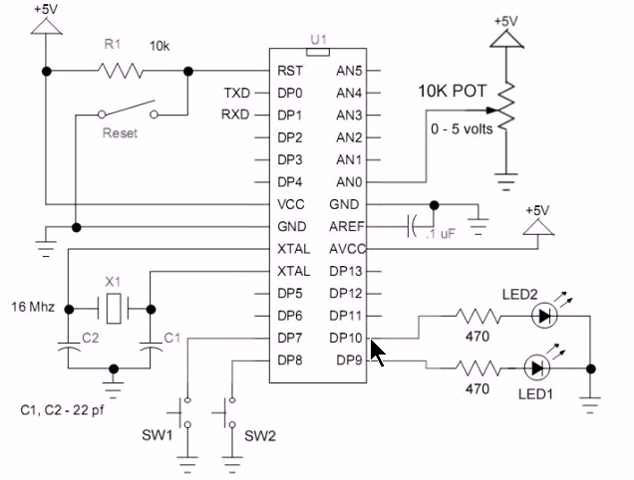 +5V
R1
10k
Reset
U1
+5V
10K POT
0 - 5 volts
RST
AN5
TXD
DP0
AN4
RXD
DP1
AN3
DP2
AN2
DP3
AN1
DP4
AN0
VCC
GND
GND
AREF
.1 uF
+5V
XTAL
AVCC
XTAL
DP13
DP5
DP12
DP6
DP11
DP7
DP10
DP8
DP9
X1
16 Mhz
C2
C1
C1, C2 - 22 pf
SW1
SW2
LED2
470
470
LED1